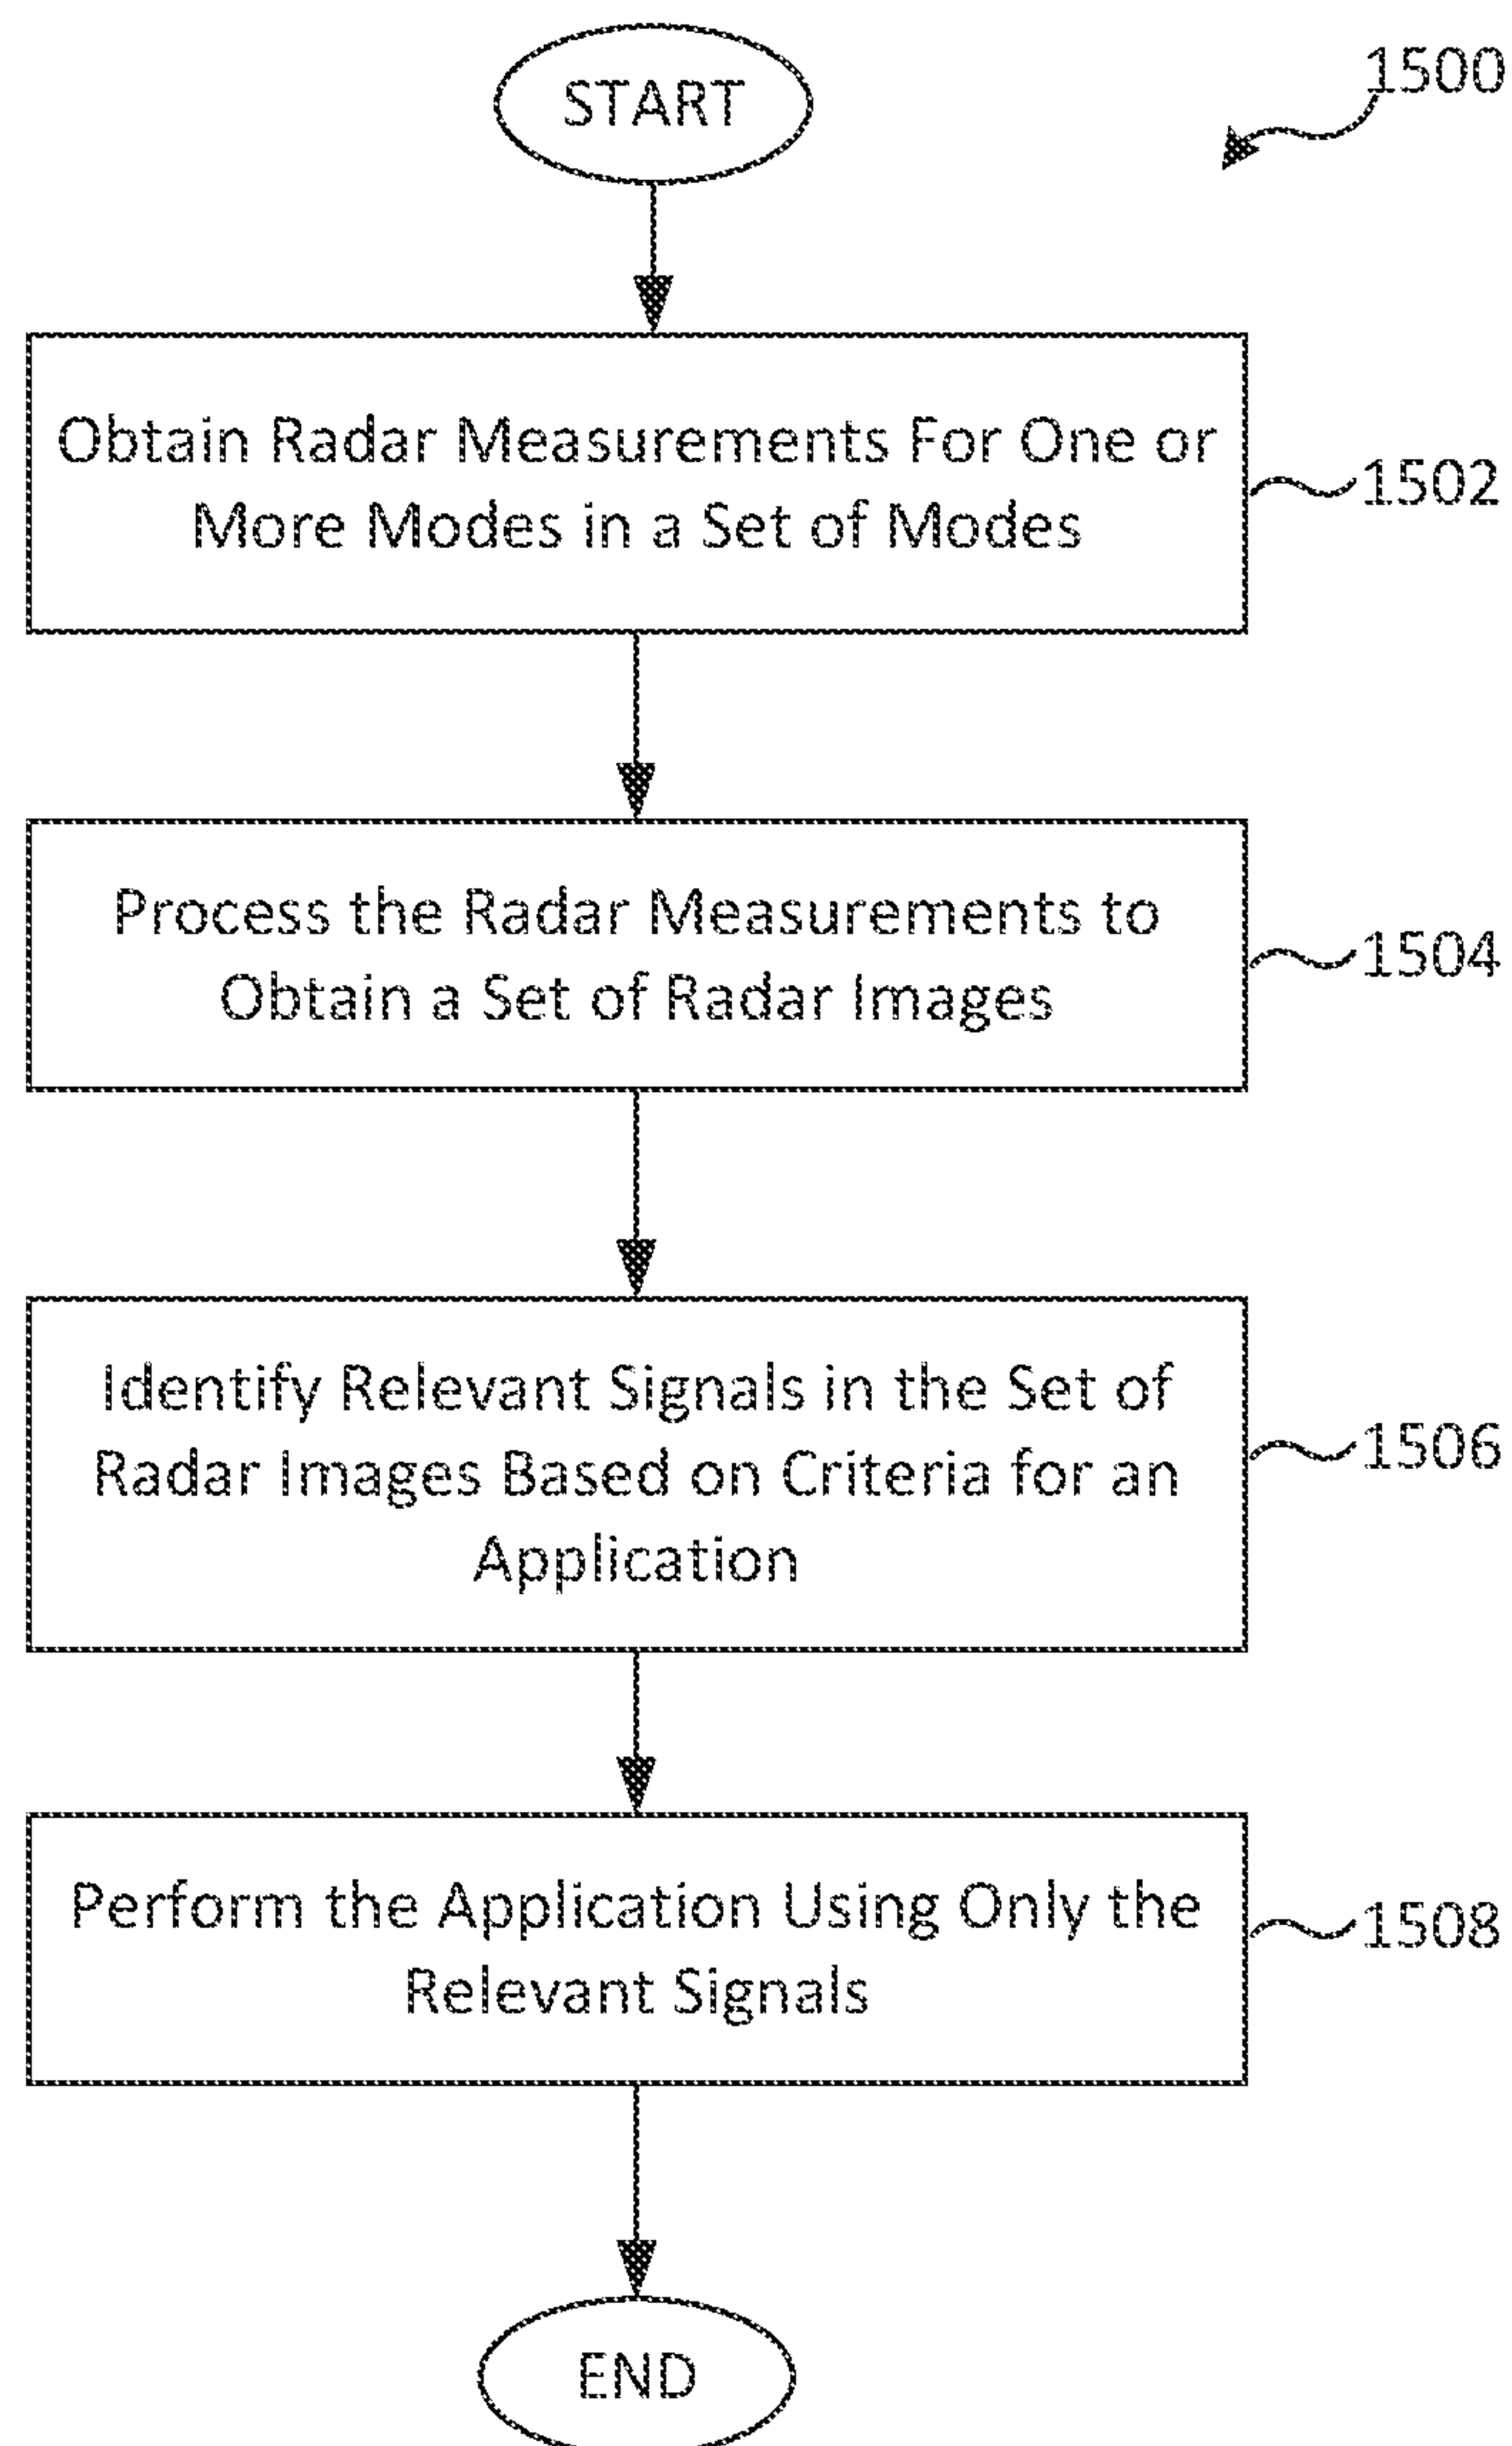 START
1500
Obtain Radar Measurements For One or
More Modes in a Set of Modes
1502
Process the Radar Measurements to
Obtain a Set of Radar Images
1504
Identify Relevant Signals in the Set of
Radar Images Based on Criteria for an
Application
1506
Perform the Application Using Only the
Relevant Signals
1508
END